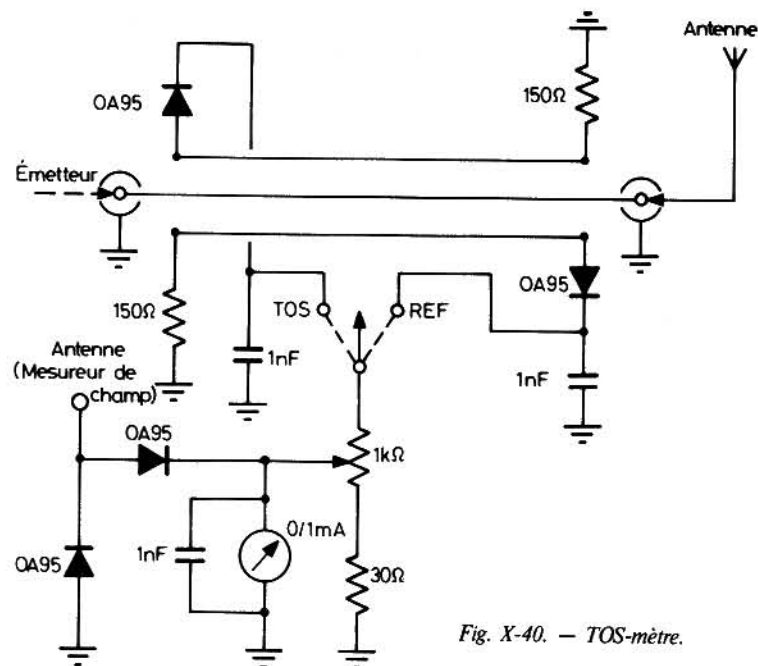 Antenne
OA95
150Ω
Émetteur
OA95
150Ω
TOS
REF
1nF
1nF
Antenne
(Mesureur de
champ)
OA95
1kΩ
OA95
1nF
0/1mA
30Ω
Fig. X-40. — TOS-mètre.